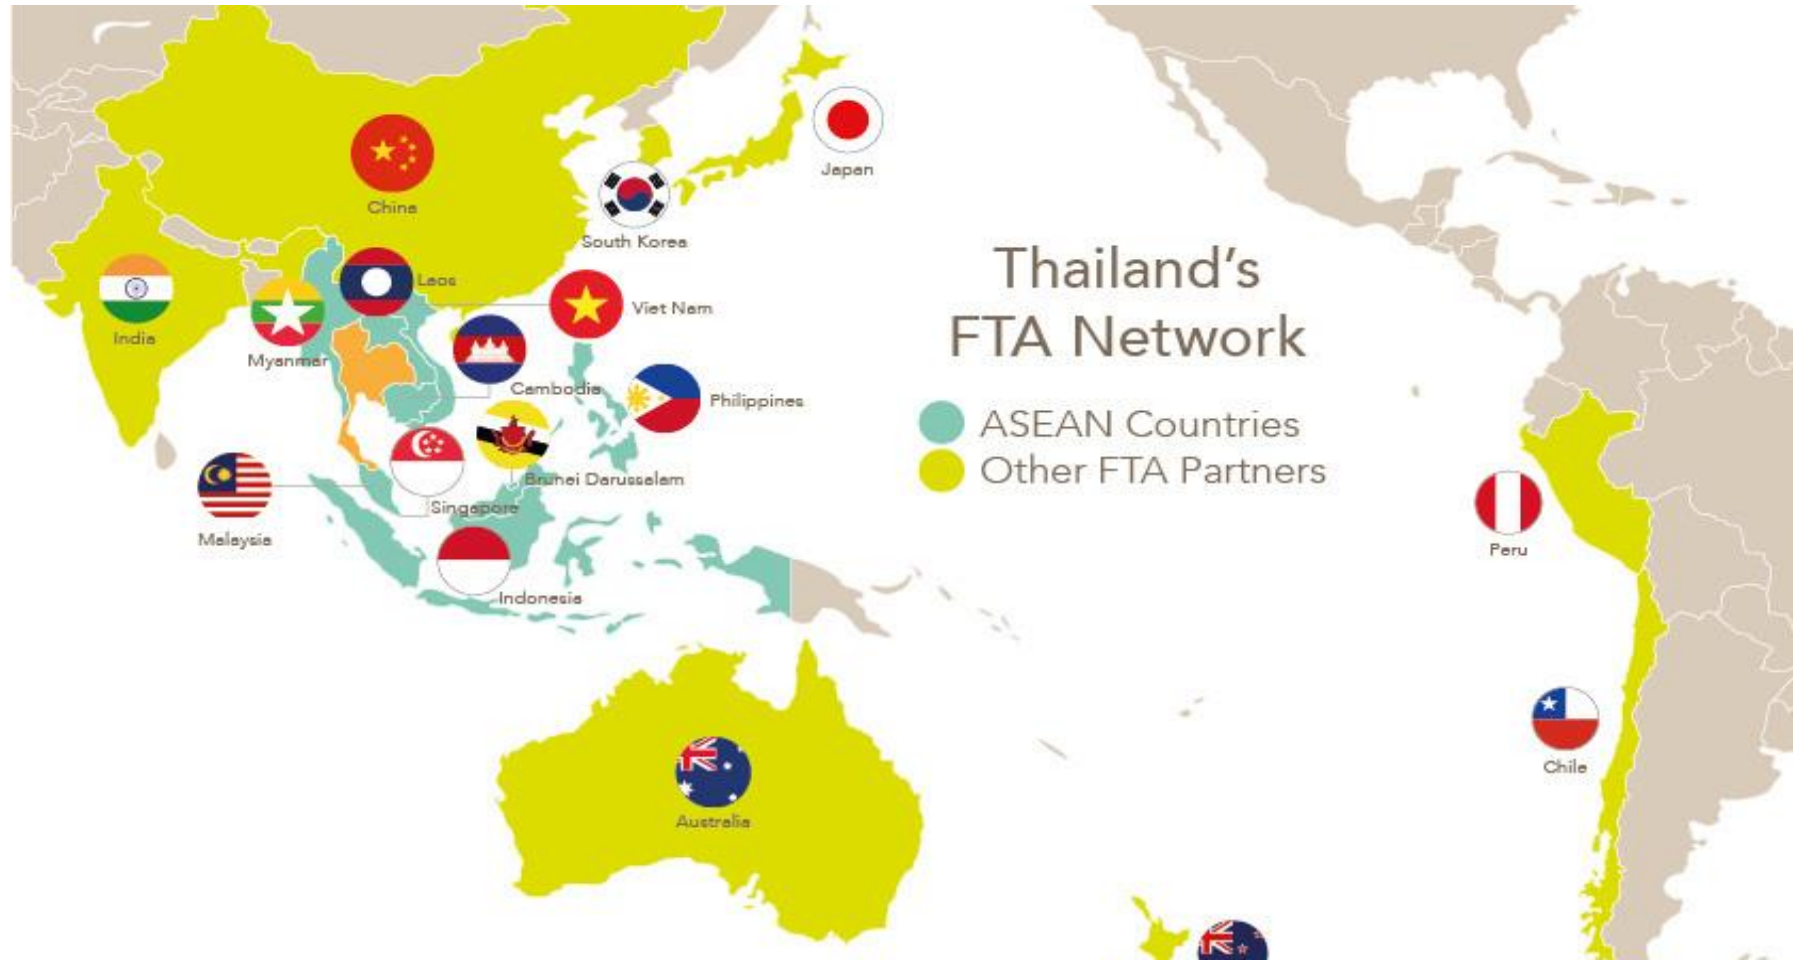 Japan
China
South Korea
Thailand's
FTA Network
Laos
Viet Nam
India
Myanmar
Cambodia
Philippines
ASEAN Countries
Other FTA Partners
Brunei Darussalam
Singapore
Malaysia
Peru
Indonesia
Chile
Australia